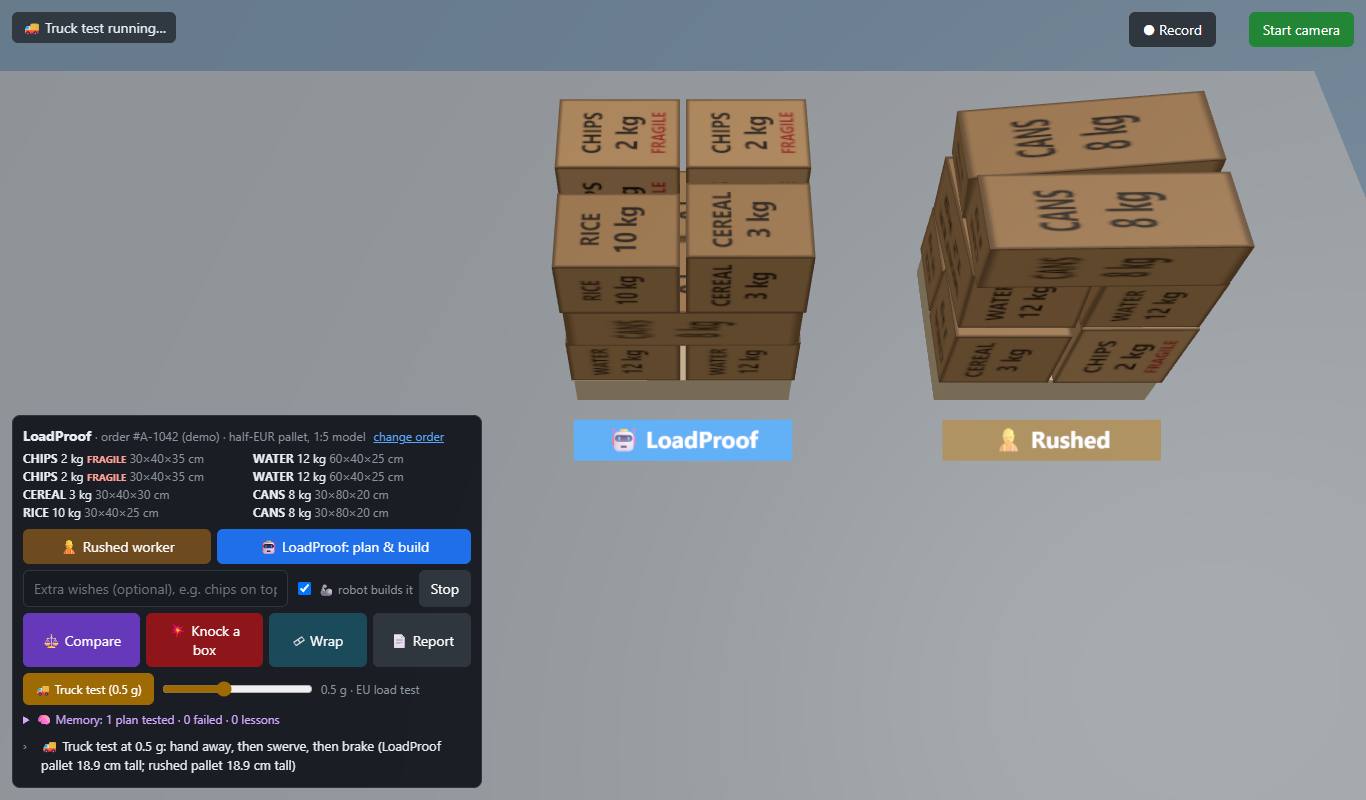 🚚 Truck test running...
● Record
Start camera
CHIPS 2 kg FRAGILE
CHIPS 2 kg FRAGILE
RICE 10 kg
CEREAL 3 kg
RICE 10 kg
CEREAL 3 kg
CANS 8 kg
WATER 12 kg
WATER 12 kg
CANS 8 kg
CANS 8 kg
CANS 8 kg
WATER 12 kg
WATER 12 kg
CEREAL 3 kg
CHIPS 2 kg FRAGILE
LoadProof
Rushed
LoadProof · order #A-1042 (demo) · half-EUR pallet, 1:5 model change order
CHIPS 2 kg FRAGILE 30×40×35 cm WATER 12 kg 60×40×25 cm
CHIPS 2 kg FRAGILE 30×40×35 cm WATER 12 kg 60×40×25 cm
CEREAL 3 kg 30×40×30 cm CANS 8 kg 30×80×20 cm
RICE 10 kg 30×40×25 cm CANS 8 kg 30×80×20 cm
Rushed worker
LoadProof: plan & build
Extra wishes (optional), e.g. chips on top
robot builds it
Stop
Compare
Knock a
box
Wrap
Report
Truck test (0.5 g)
0.5 g · EU load test
Memory: 1 plan tested · 0 failed · 0 lessons
› 🚚 Truck test at 0.5 g: hand away, then swerve, then brake (LoadProof
pallet 18.9 cm tall; rushed pallet 18.9 cm tall)